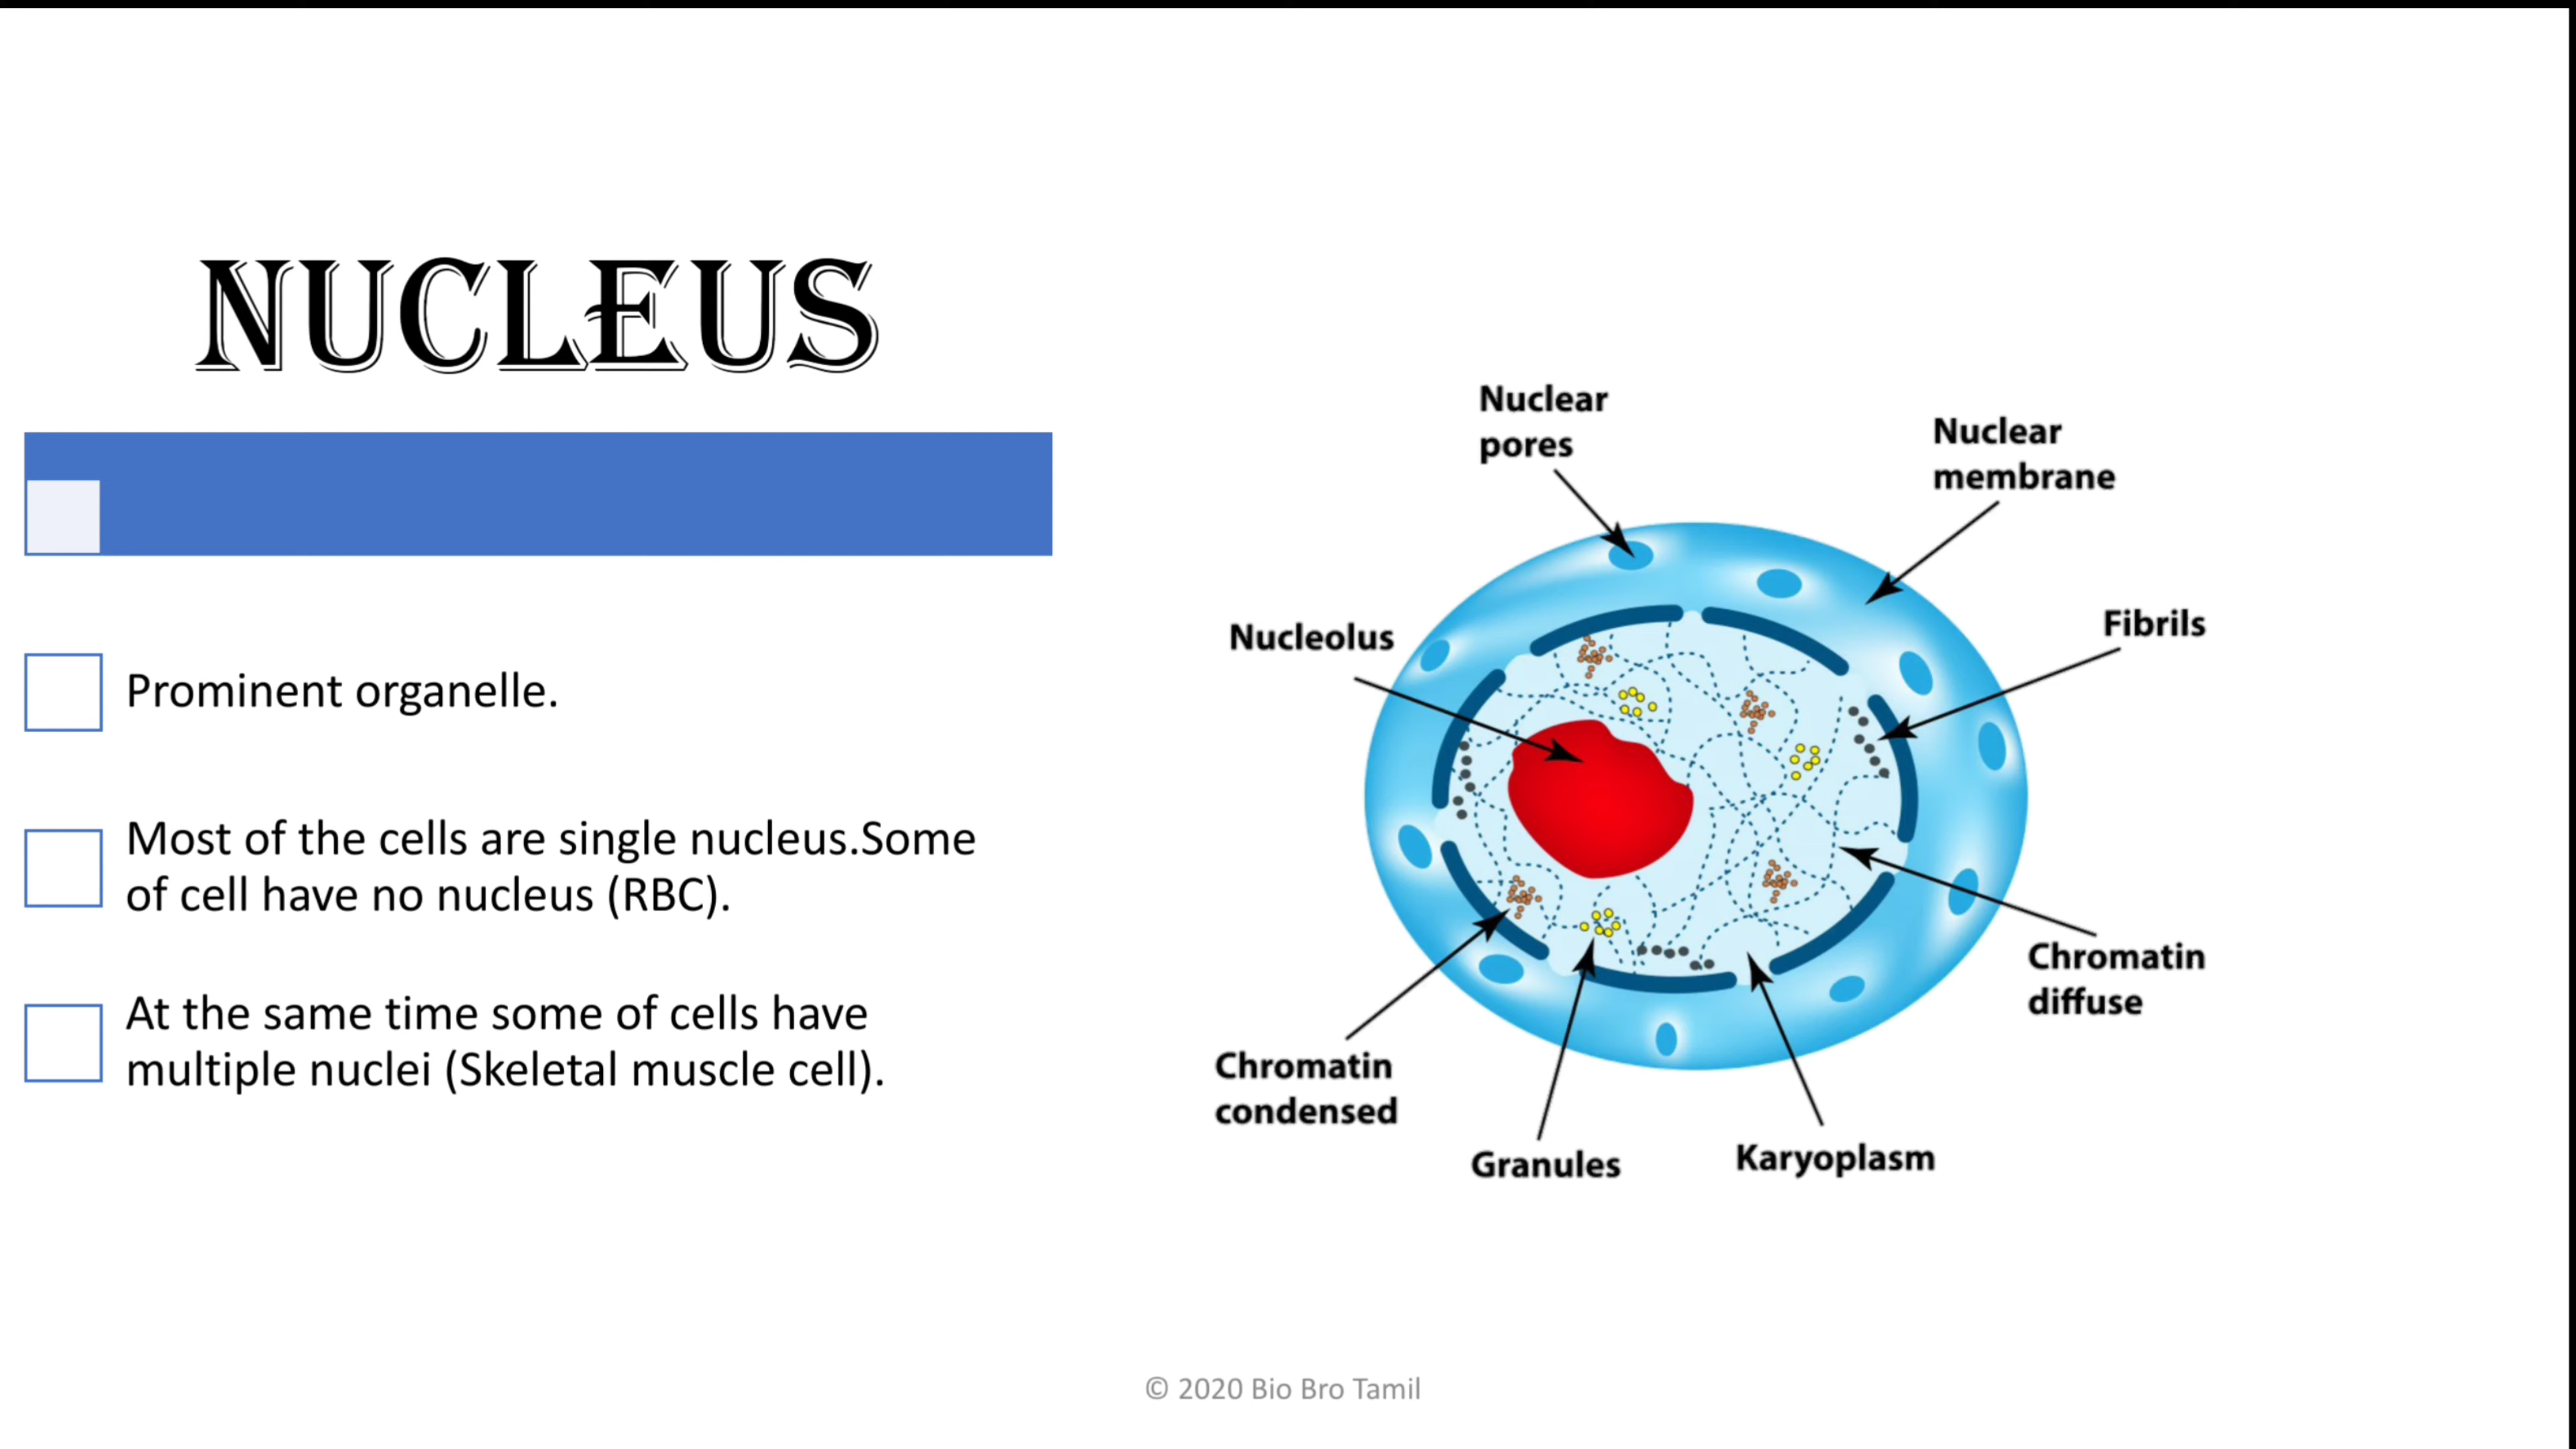 NUCLEUS
Prominent organelle.
Most of the cells are single nucleus.Some
of cell have no nucleus (RBC).
At the same time some of cells have
multiple nuclei (Skeletal muscle cell).
Nuclear
pores
Nuclear
membrane
Nucleolus
Fibrils
Chromatin
diffuse
Chromatin
condensed
Granules
Karyoplasm
© 2020 Bio Bro Tamil